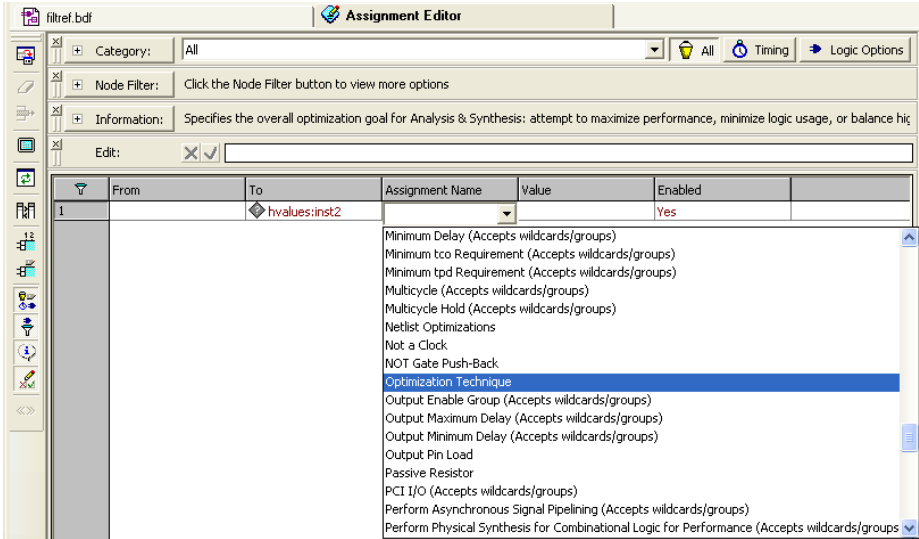 filtref.bdf Assignment Editor
Category: All All Timing Logic Options
Node Filter: Click the Node Filter button to view more options
Information: Specifies the overall optimization goal for Analysis & Synthesis: attempt to maximize performance, minimize logic usage, or balance hig
Edit:
From To Assignment Name Value Enabled
1 hvalues:inst2 Yes
Minimum Delay (Accepts wildcards/groups)
Minimum tco Requirement (Accepts wildcards/groups)
Minimum tpd Requirement (Accepts wildcards/groups)
Multicycle (Accepts wildcards/groups)
Multicycle Hold (Accepts wildcards/groups)
Netlist Optimizations
Not a Clock
NOT Gate Push-Back
Optimization Technique
Output Enable Group (Accepts wildcards/groups)
Output Maximum Delay (Accepts wildcards/groups)
Output Minimum Delay (Accepts wildcards/groups)
Output Pin Load
Passive Resistor
PCI I/O (Accepts wildcards/groups)
Perform Asynchronous Signal Pipelining (Accepts wildcards/groups)
Perform Physical Synthesis for Combinational Logic for Performance (Accepts wildcards/groups